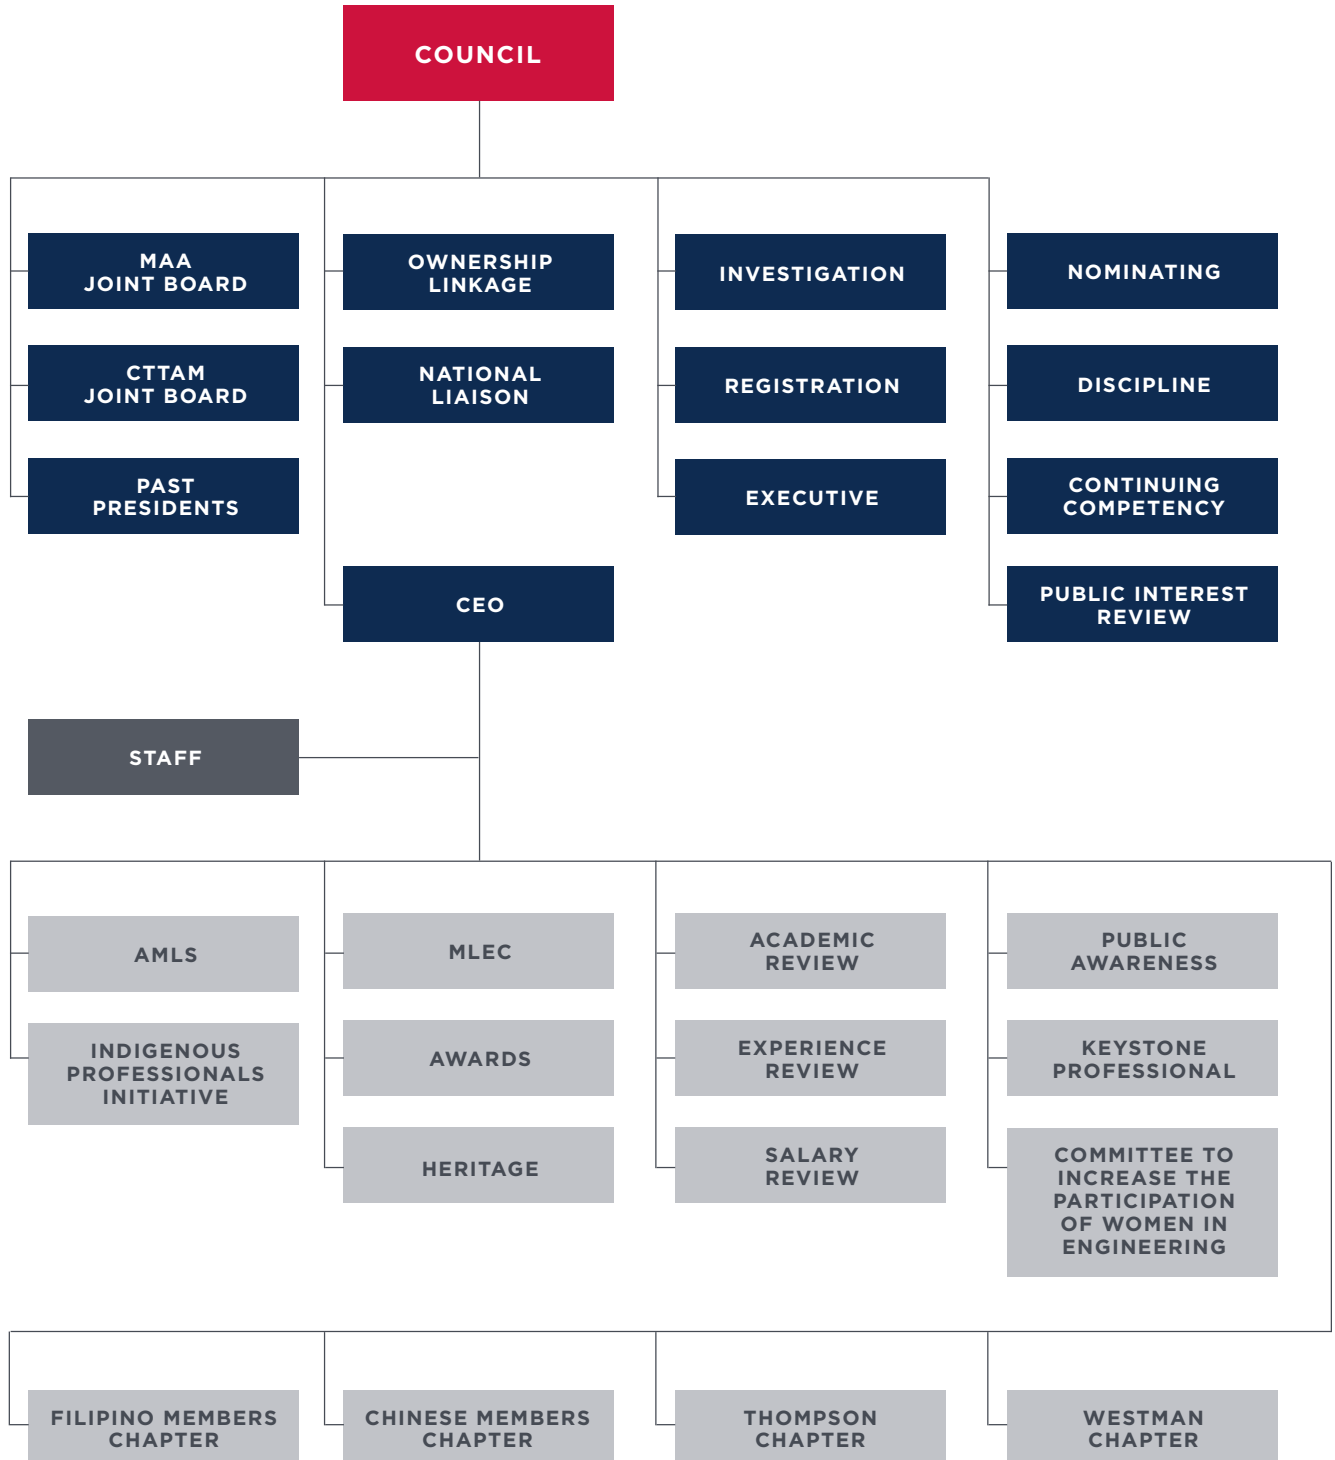 COUNCIL
MAA
JOINT BOARD
OWNERSHIP
LINKAGE
INVESTIGATION
NOMINATING
CTTAM
JOINT BOARD
NATIONAL
LIAISON
REGISTRATION
DISCIPLINE
PAST
PRESIDENTS
EXECUTIVE
CONTINUING
COMPETENCY
CEO
PUBLIC INTEREST
REVIEW
STAFF
AMLS
MLEC
ACADEMIC
REVIEW
PUBLIC
AWARENESS
INDIGENOUS
PROFESSIONALS
INITIATIVE
AWARDS
EXPERIENCE
REVIEW
KEYSTONE
PROFESSIONAL
HERITAGE
SALARY
REVIEW
COMMITTEE TO
INCREASE THE
PARTICIPATION
OF WOMEN IN
ENGINEERING
FILIPINO MEMBERS
CHAPTER
CHINESE MEMBERS
CHAPTER
THOMPSON
CHAPTER
WESTMAN
CHAPTER